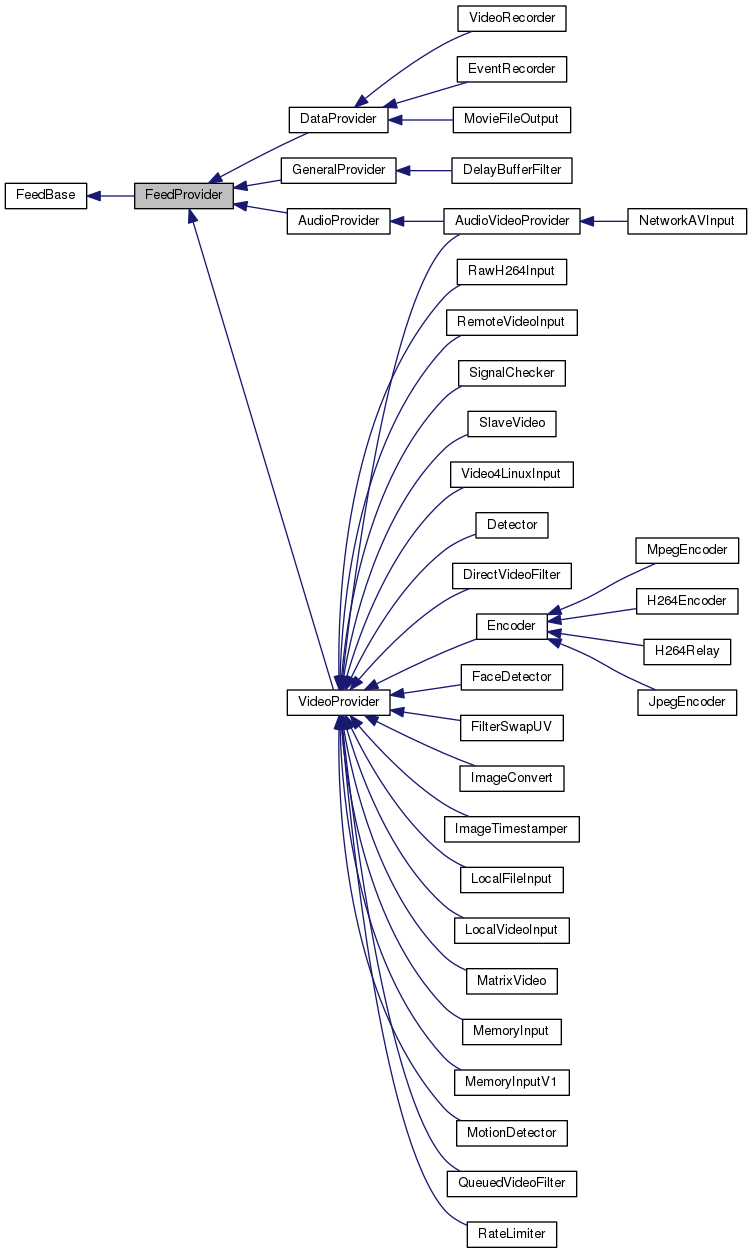 VideoRecorder
EventRecorder
DataProvider
MovieFileOutput
GeneralProvider
DelayBufferFilter
FeedBase
FeedProvider
AudioProvider
AudioVideoProvider
NetworkAVInput
RawH264Input
RemoteVideoInput
SignalChecker
SlaveVideo
Video4LinuxInput
Detector
MpegEncoder
DirectVideoFilter
H264Encoder
Encoder
H264Relay
FaceDetector
JpegEncoder
VideoProvider
FilterSwapUV
ImageConvert
ImageTimestamper
LocalFileInput
LocalVideoInput
MatrixVideo
MemoryInput
MemoryInputV1
MotionDetector
QueuedVideoFilter
RateLimiter